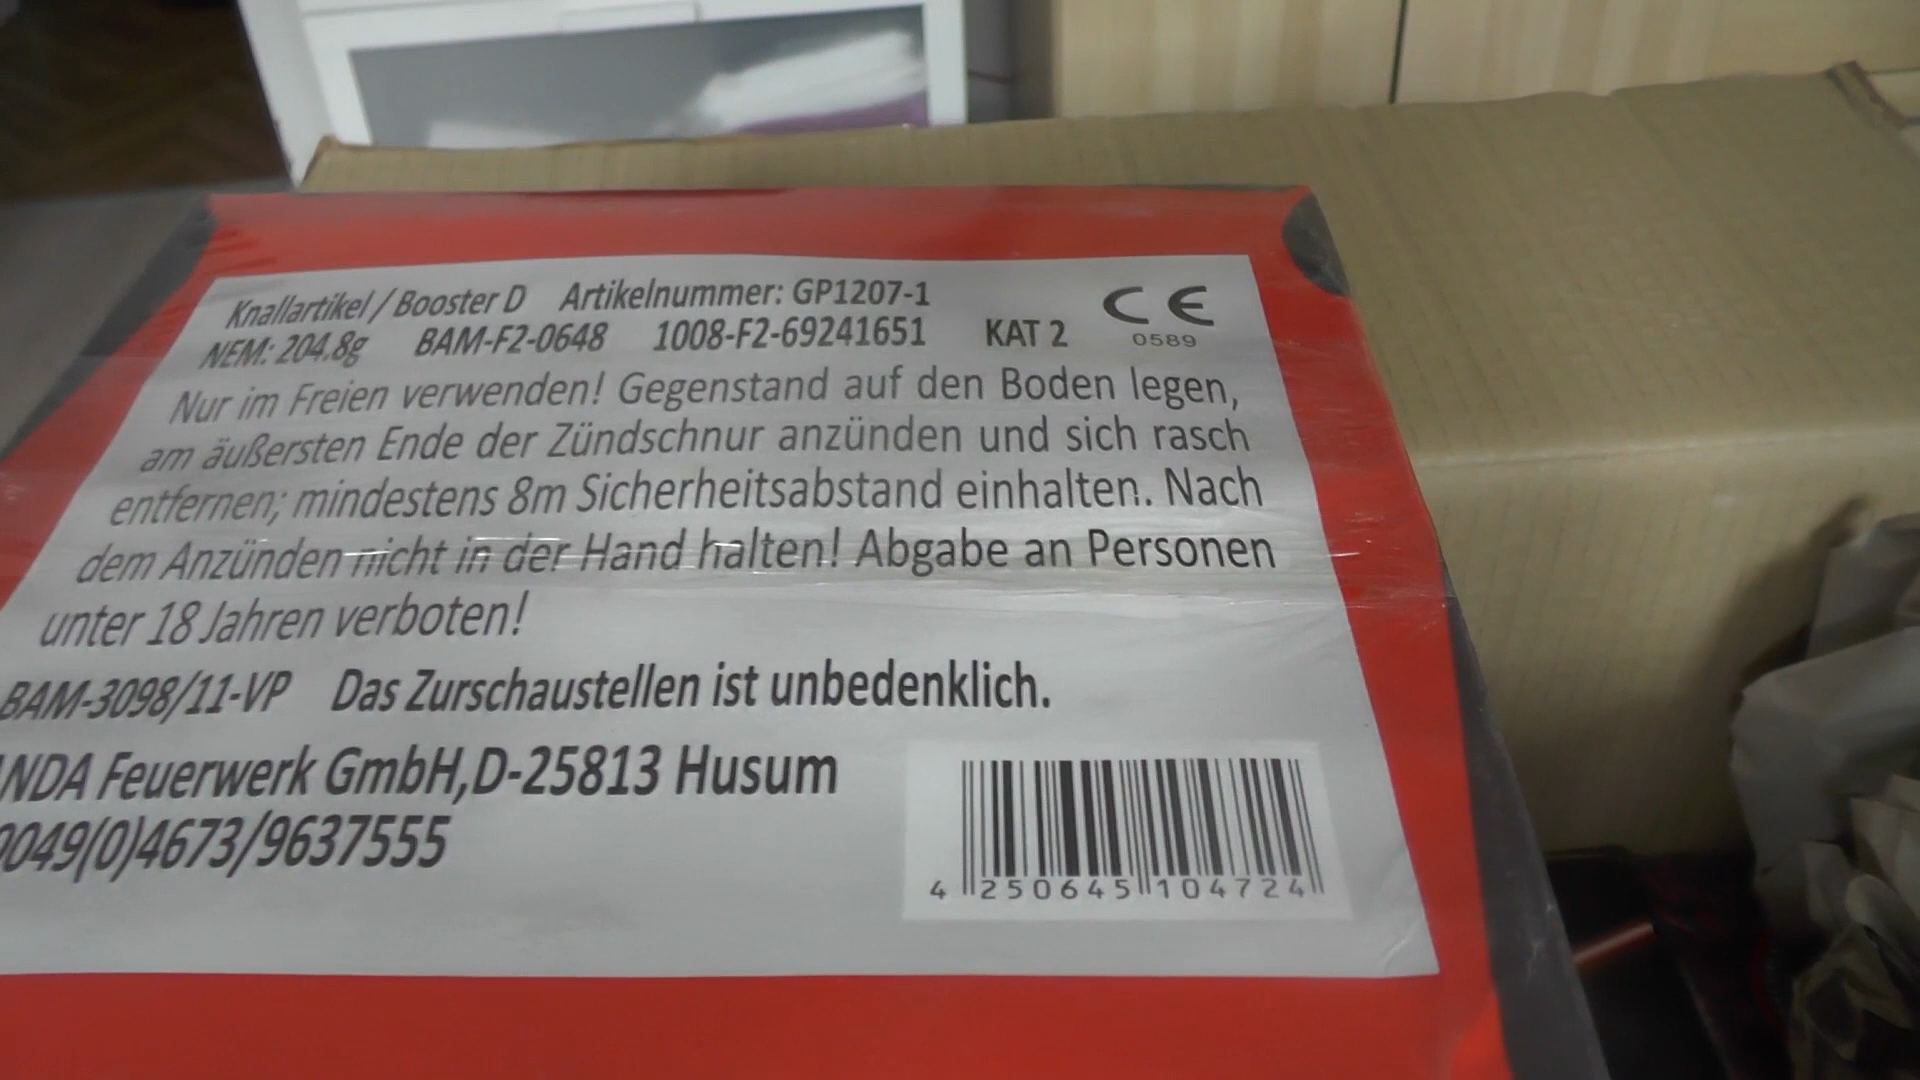 Knallartikel / Booster D Artikelnummer: GP1207-1
NEM: 204.8g BAM-F2-0648 1008-F2-69241651 KAT 2 CE
0589
Nur im Freien verwenden! Gegenstand auf den Boden legen,
am äußersten Ende der Zündschnur anzünden und sich rasch
entfernen; mindestens 8m Sicherheitsabstand einhalten. Nach
dem Anzünden nicht in der Hand halten! Abgabe an Personen
unter 18 Jahren verboten!
BAM-3098/11-VP Das Zurschaustellen ist unbedenklich.
NDA Feuerwerk GmbH,D-25813 Husum
0049(0)4673/9637555
4 250645 104724